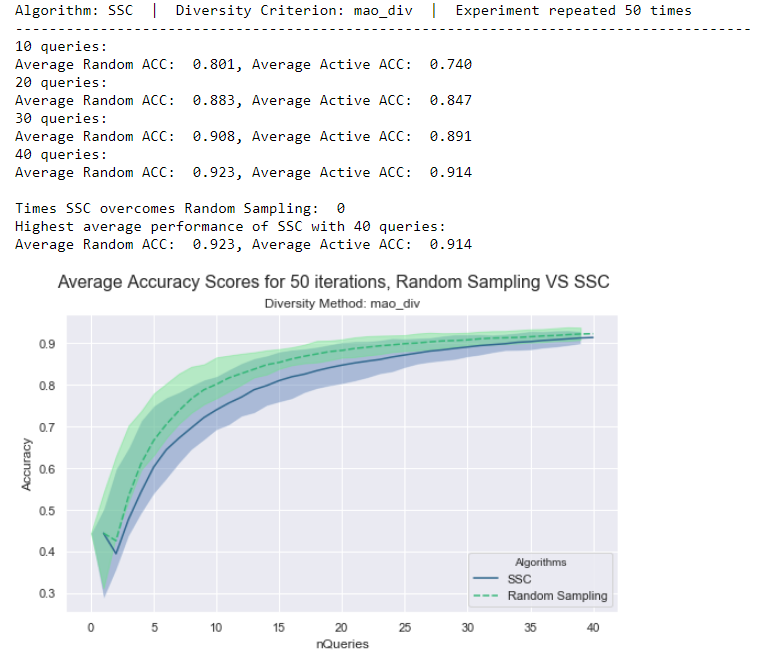 Algorithm: SSC | Diversity Criterion: mao_div | Experiment repeated 50 times
----------------------------------------------------------------------------------
10 queries:
Average Random ACC:  0.801, Average Active ACC:  0.740
20 queries:
Average Random ACC:  0.883, Average Active ACC:  0.847
30 queries:
Average Random ACC:  0.908, Average Active ACC:  0.891
40 queries:
Average Random ACC:  0.923, Average Active ACC:  0.914
Times SSC overcomes Random Sampling:  0
Highest average performance of SSC with 40 queries:
Average Random ACC:  0.923, Average Active ACC:  0.914
Average Accuracy Scores for 50 iterations, Random Sampling VS SSC
Diversity Method: mao_div
Accuracy
0.9
0.8
0.7
0.6
0.5
0.4
0.3
Algorithms
SSC
Random Sampling
0 5 10 15 20 25 30 35 40
nQueries